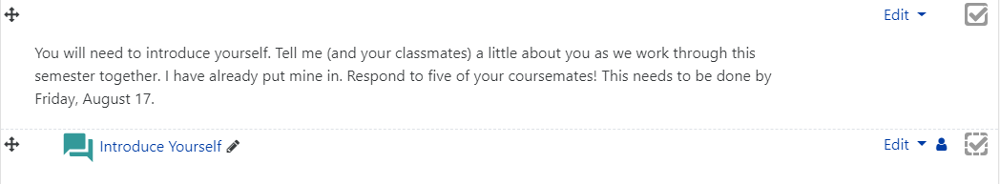 Edit
You will need to introduce yourself. Tell me (and your classmates) a little about you as we work through this
semester together. I have already put mine in. Respond to five of your coursemates! This needs to be done by
Friday, August 17.
Introduce Yourself Edit